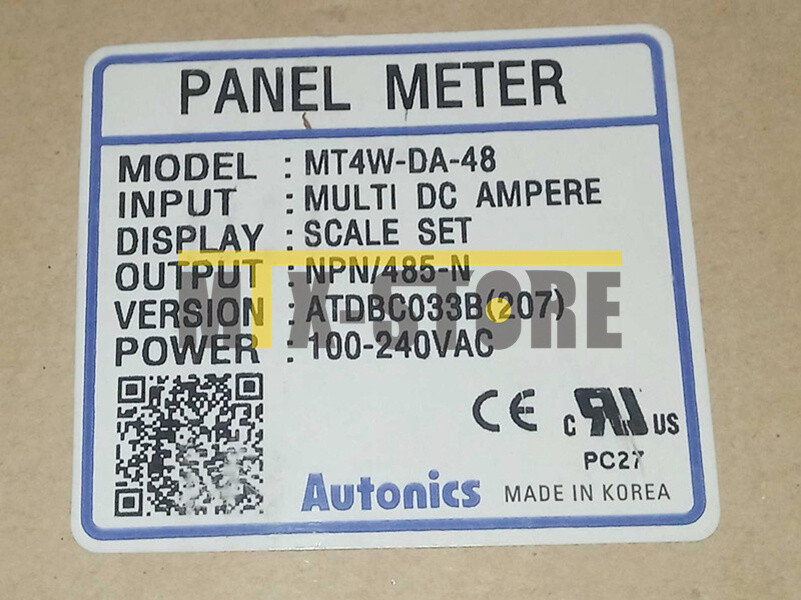 PANEL METER
MODEL : MT4W-DA-48
INPUT : MULTI DC AMPERE
DISPLAY : SCALE SET
OUTPUT : NPN/485-N
VERSION : ATDBC033B(207)
POWER : 100-240VAC
MIX-STORE
CE c RU US
PC27
Autonics MADE IN KOREA